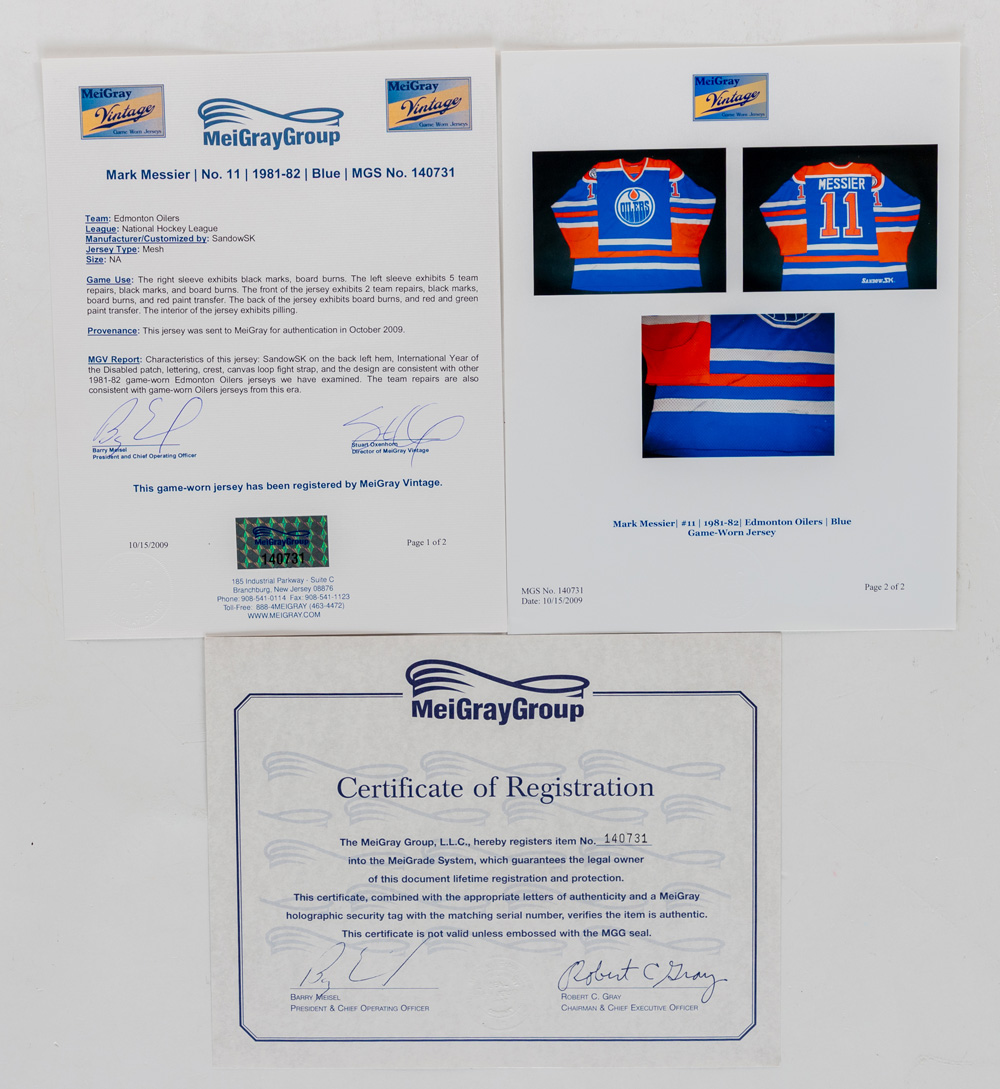 MeiGray
Vintage
Game Worn Jerseys
MeiGrayGroup
MeiGray
Vintage
Game Worn Jerseys
Mark Messier | No. 11 | 1981-82 | Blue | MGS No. 140731
Team: Edmonton Oilers
League: National Hockey League
Manufacturer/Customized by: SandowSK
Jersey Type: Mesh
Size: NA
Game Use: The right sleeve exhibits black marks, board burns. The left sleeve exhibits 5 team
repairs, black marks, and board burns. The front of the jersey exhibits 2 team repairs, black marks,
board burns, and red paint transfer. The back of the jersey exhibits board burns, and red and green
paint transfer. The interior of the jersey exhibits pilling.
Provenance: This jersey was sent to MeiGray for authentication in October 2009.
MGV Report: Characteristics of this jersey: SandowSK on the back left hem, International Year of
the Disabled patch, lettering, crest, canvas loop fight strap, and the design are consistent with other
1981-82 game-worn Edmonton Oilers jerseys we have examined. The team repairs are also
consistent with game-worn Oilers jerseys from this era.
Barry Meisel
President and Chief Operating Officer
Stuart Oxenhorn
Director of MeiGray Vintage
This game-worn jersey has been registered by MeiGray Vintage.
10/15/2009
MeiGrayGroup
140731
Page 1 of 2
185 Industrial Parkway - Suite C
Branchburg, New Jersey 08876
Phone: 908-541-0114 Fax: 908-541-1123
Toll-Free: 888-4MEIGRAY (463-4472)
WWW.MEIGRAY.COM
MeiGray
Vintage
Game Worn Jerseys
OILERS
1
1
MESSIER
11
SANDOW SK
Mark Messier| #11 | 1981-82| Edmonton Oilers | Blue
Game-Worn Jersey
MGS No. 140731
Date: 10/15/2009
Page 2 of 2
MeiGrayGroup
Certificate of Registration
The MeiGray Group, L.L.C., hereby registers item No. 140731
into the MeiGrade System, which guarantees the legal owner
of this document lifetime registration and protection.
This certificate, combined with the appropriate letters of authenticity and a MeiGray
holographic security tag with the matching serial number, verifies the item is authentic.
This certificate is not valid unless embossed with the MGG seal.
Robert C Gray
BARRY MEISEL
PRESIDENT & CHIEF OPERATING OFFICER
ROBERT C. GRAY
CHAIRMAN & CHIEF EXECUTIVE OFFICER